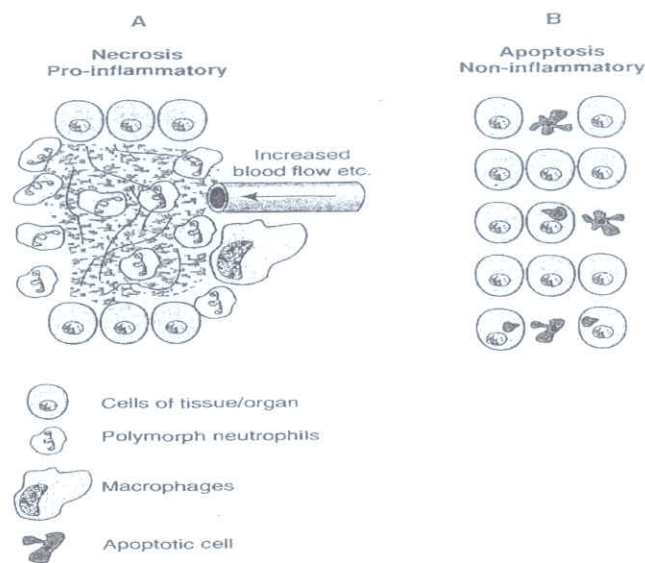 A
Necrosis
Pro-inflammatory
Increased
blood flow etc.
B
Apoptosis
Non-inflammatory
Cells of tissue/organ
Polymorph neutrophils
Macrophages
Apoptotic cell